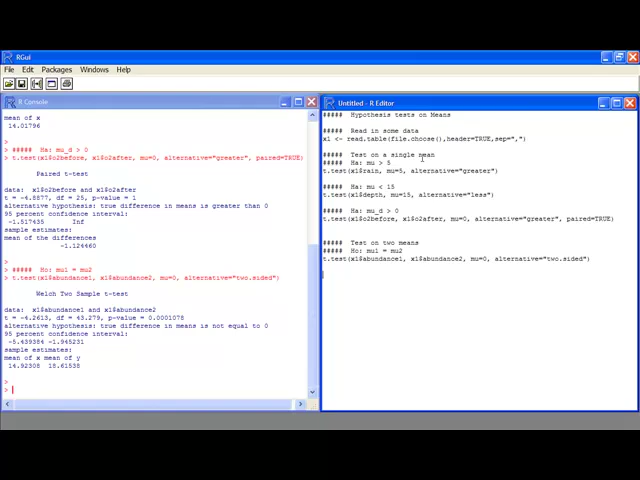 RGui
File Edit Packages Windows Help
R Console
mean of x
14.01796
>
> ##### Ha: mu_d > 0
> t.test(x1$o2before, x1$o2after, mu=0, alternative="greater", paired=TRUE)
Paired t-test
data: x1$o2before and x1$o2after
t = -4.8877, df = 25, p-value = 1
alternative hypothesis: true difference in means is greater than 0
95 percent confidence interval:
-1.517435 Inf
sample estimates:
mean of the differences
-1.124460
>
> ##### Ho: mu1 = mu2
> t.test(x1$abundance1, x1$abundance2, mu=0, alternative="two.sided")
Welch Two Sample t-test
data: x1$abundance1 and x1$abundance2
t = -4.2613, df = 43.279, p-value = 0.0001078
alternative hypothesis: true difference in means is not equal to 0
95 percent confidence interval:
-5.439384 -1.945231
sample estimates:
mean of x mean of y
14.92308 18.61538
>
>
Untitled - R Editor
##### Hypothesis tests on Means
##### Read in some data
x1 <- read.table(file.choose(),header=TRUE,sep=",")
##### Test on a single mean
##### Ha: mu > 5
t.test(x1$rain, mu=5, alternative="greater")
##### Ha: mu < 15
t.test(x1$depth, mu=15, alternative="less")
##### Ha: mu_d > 0
t.test(x1$o2before, x1$o2after, mu=0, alternative="greater", paired=TRUE)
##### Test on two means
##### Ho: mu1 = mu2
t.test(x1$abundance1, x1$abundance2, mu=0, alternative="two.sided")